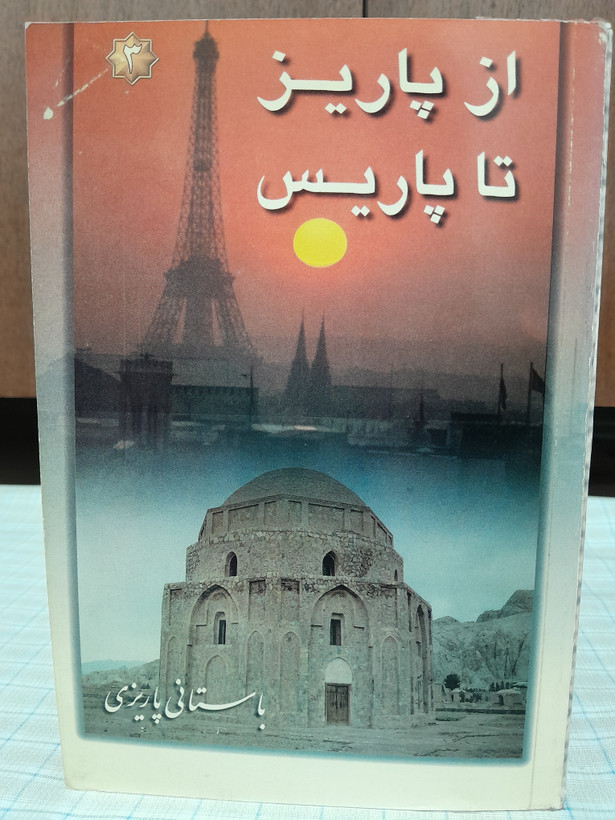 ۳
از پاریز
تا پاریس
باستانی پاریزی